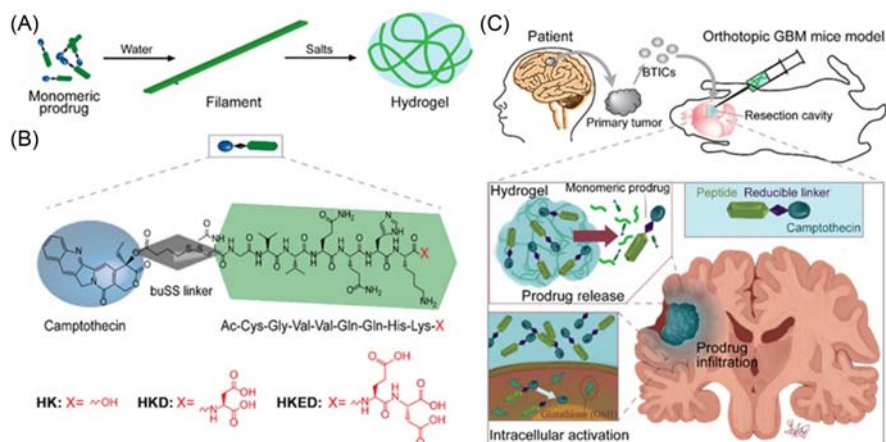 (A)
Water
Salts
Monomeric
prodrug
Filament
Hydrogel
(B)
buSS linker
Camptothecin
Ac-Cys-Gly-Val-Val-Gln-Gln-His-Lys-X
HK: X= OH
HKD: X=
HKED: X=
(C)
Patient
Orthotopic GBM mice model
BTICs
Primary tumor
Resection cavity
Hydrogel
Monomeric prodrug
Prodrug release
Peptide
Reducible linker
Camptothecin
Prodrug
infiltration
Glutathione (GSH)
Intracellular activation